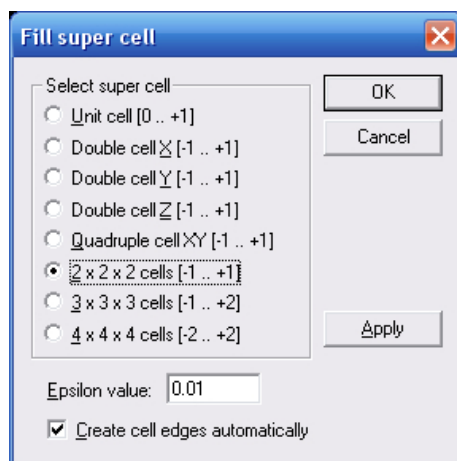 Fill super cell
Select super cell
Unit cell [0 .. +1]
Double cell X [-1 .. +1]
Double cell Y [-1 .. +1]
Double cell Z [-1 .. +1]
Quadruple cell XY [-1 .. +1]
2 x 2 x 2 cells [-1 .. +1]
3 x 3 x 3 cells [-1 .. +2]
4 x 4 x 4 cells [-2 .. +2]
OK
Cancel
Apply
Epsilon value: 0.01
Create cell edges automatically